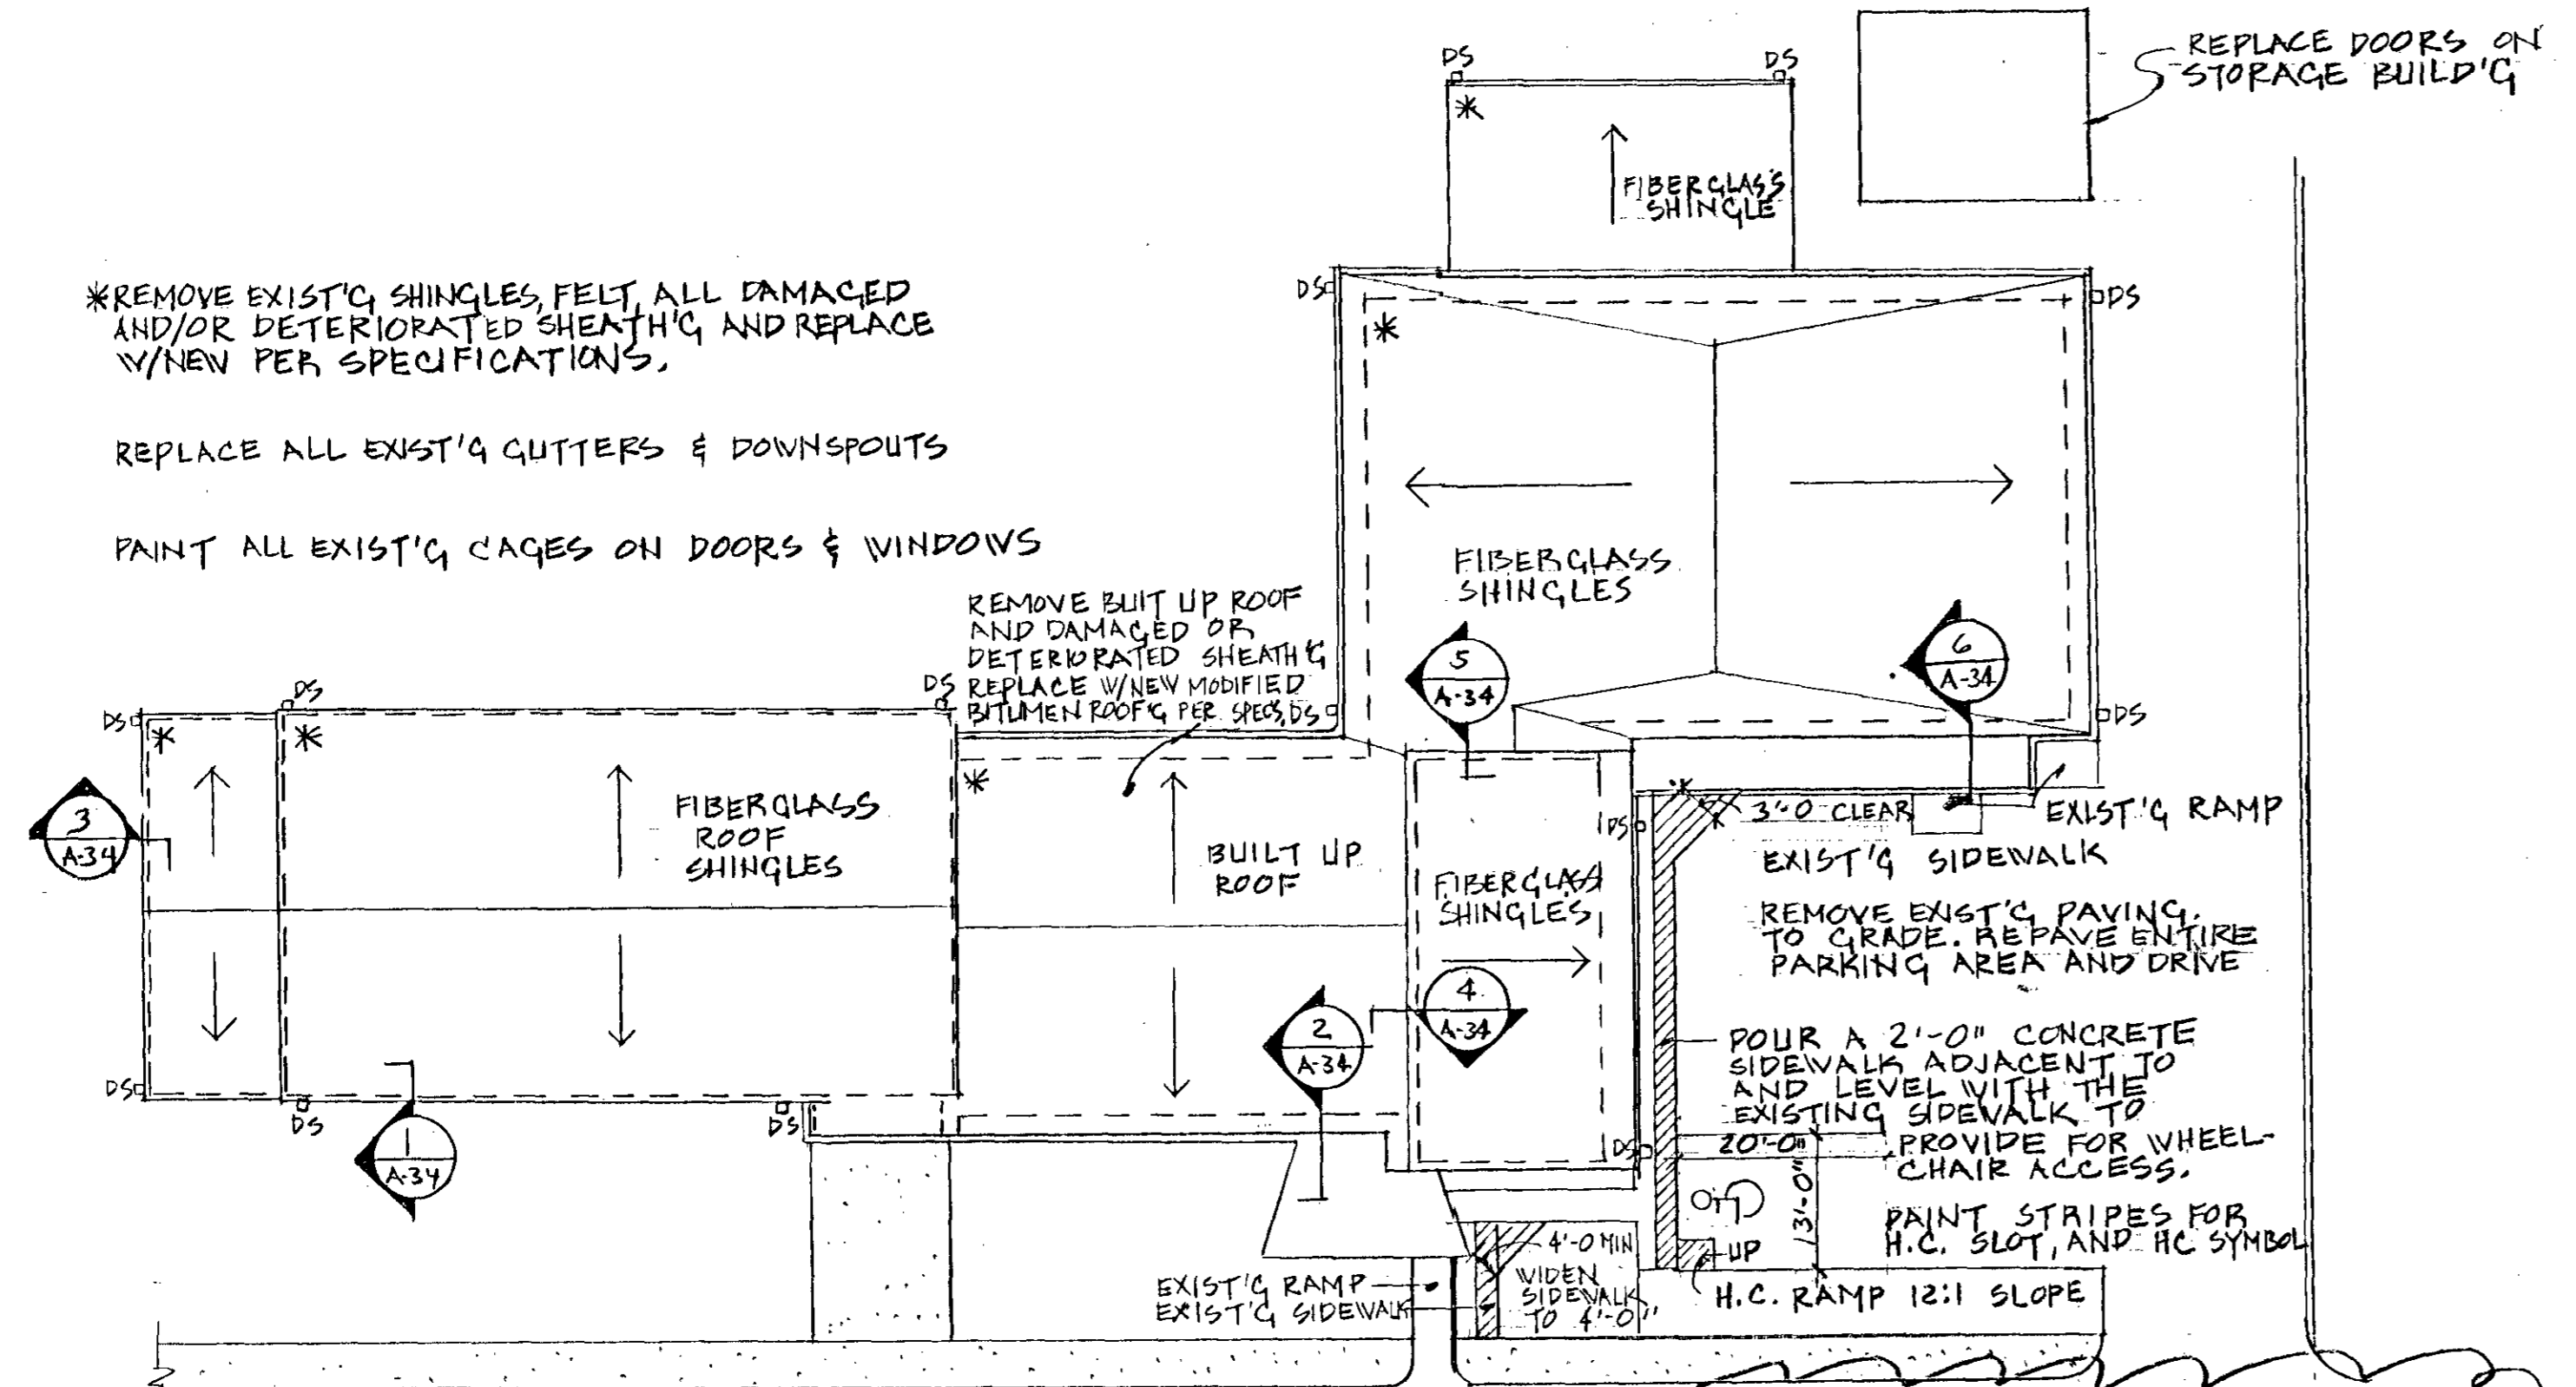 REPLACE DOORS ON
STORAGE BUILD'G
DS
DS
*
FIBERGLASS
SHINGLE
*REMOVE EXIST'G SHINGLES, FELT, ALL DAMAGED
AND/OR DETERIORATED SHEATH'G AND REPLACE
W/NEW PER SPECIFICATIONS.
REPLACE ALL EXIST'G GUTTERS & DOWNSPOUTS
PAINT ALL EXIST'G CAGES ON DOORS & WINDOWS
DS
DS
*
FIBERGLASS
SHINGLES
REMOVE BUIT UP ROOF
AND DAMAGED OR
DETERIORATED SHEATH'G
REPLACE W/NEW MODIFIED
BITUMEN ROOF'G PER SPECS,
DS
5
A-34
6
A-34
DS
DS
DS
DS
*
*
*
3
A-34
FIBERGLASS
ROOF
SHINGLES
BUILT UP
ROOF
FIBERGLASS
SHINGLES
DS
*
*
3'-0 CLEAR
EXIST'G RAMP
EXIST'G SIDEWALK
REMOVE EXIST'G PAVING
TO GRADE. REPAVE ENTIRE
PARKING AREA AND DRIVE
2
A-34
4
A-34
POUR A 2'-0" CONCRETE
SIDEWALK ADJACENT TO
AND LEVEL WITH THE
EXISTING SIDEWALK TO
PROVIDE FOR WHEEL-
CHAIR ACCESS.
20'-0"
13'-0"
DS
DS
DS
DS
1
A-34
PAINT STRIPES FOR
H.C. SLOT, AND HC SYMBOL
UP
H.C. RAMP 12:1 SLOPE
4'-0 MIN
WIDEN
SIDEWALK
TO 4'-0"
EXIST'G RAMP
EXIST'G SIDEWALK